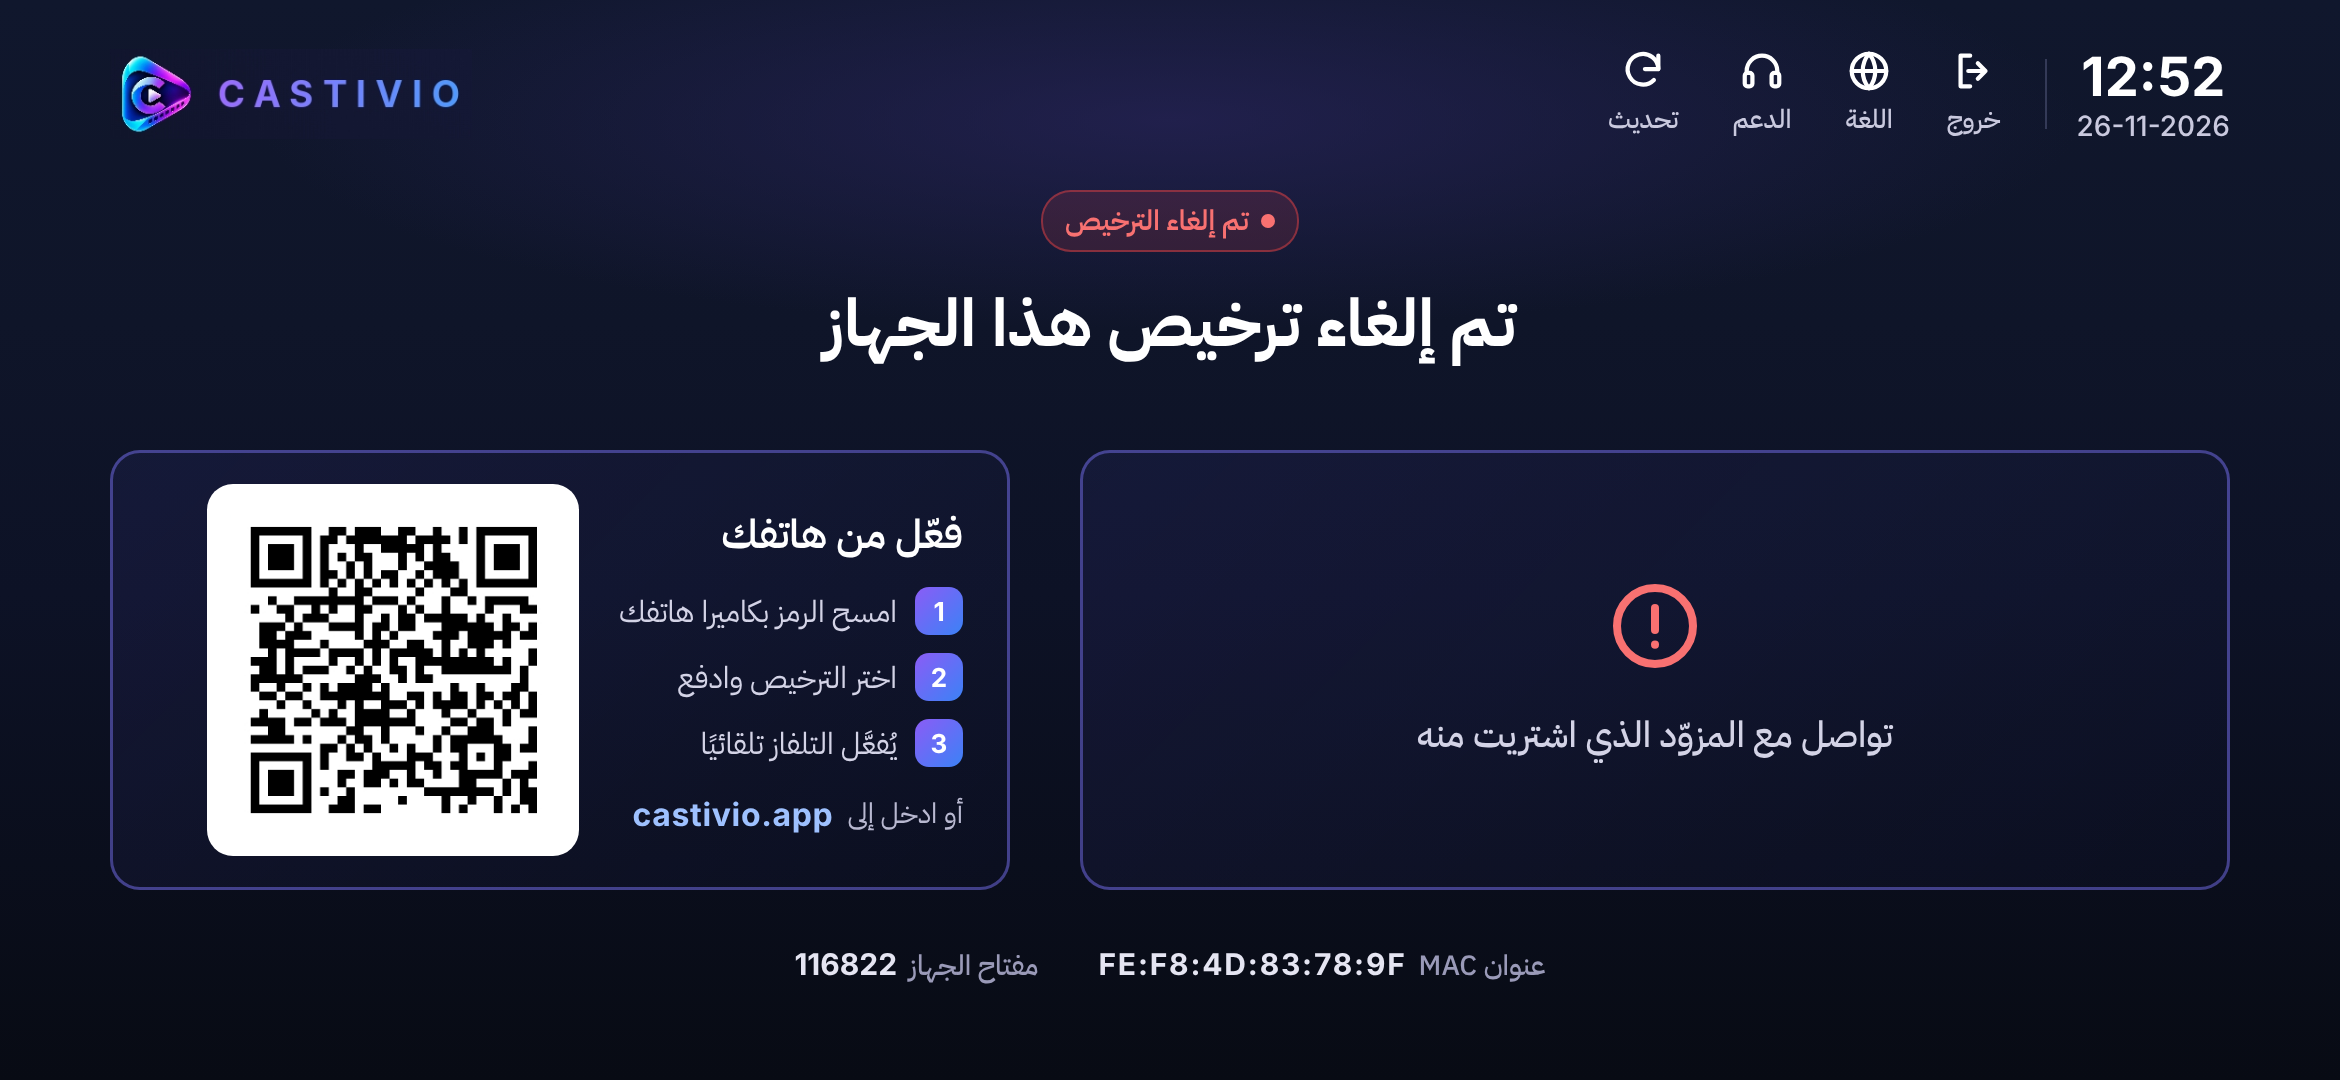 CASTIVIO
12:52
26-11-2026
خروج
اللغة
الدعم
تحديث
تم إلغاء الترخيص
تم إلغاء ترخيص هذا الجهاز
تواصل مع المزوّد الذي اشتريت منه
فعّل من هاتفك
1 امسح الرمز بكاميرا هاتفك
2 اختر الترخيص وادفع
3 يُفعَّل التلفاز تلقائيًا
أو ادخل إلى castivio.app
عنوان MAC FE:F8:4D:83:78:9F
مفتاح الجهاز 116822